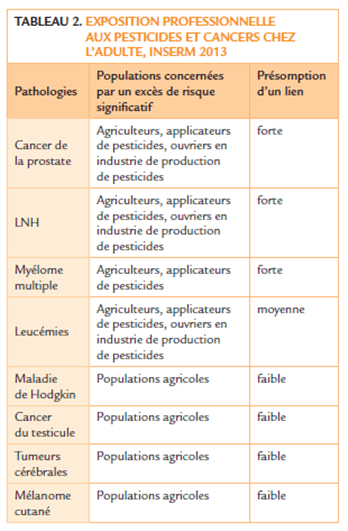 TABLEAU 2. EXPOSITION PROFESSIONNELLE
AUX PESTICIDES ET CANCERS CHEZ
L'ADULTE, INSERM 2013
Pathologies
Populations concernées
par un excès de risque
significatif
Présomption
d'un lien
Cancer de
la prostate
Agriculteurs, applicateurs
de pesticides, ouvriers en
industrie de production
de pesticides
forte
LNH
Agriculteurs, applicateurs
de pesticides, ouvriers en
industrie de production
de pesticides
forte
Myélome
multiple
Agriculteurs, applicateurs
de pesticides
forte
Leucémies
Agriculteurs, applicateurs
de pesticides, ouvriers en
industrie de production
de pesticides
moyenne
Maladie
de Hodgkin
Populations agricoles
faible
Cancer
du testicule
Populations agricoles
faible
Tumeurs
cérébrales
Populations agricoles
faible
Mélanome
cutané
Populations agricoles
faible